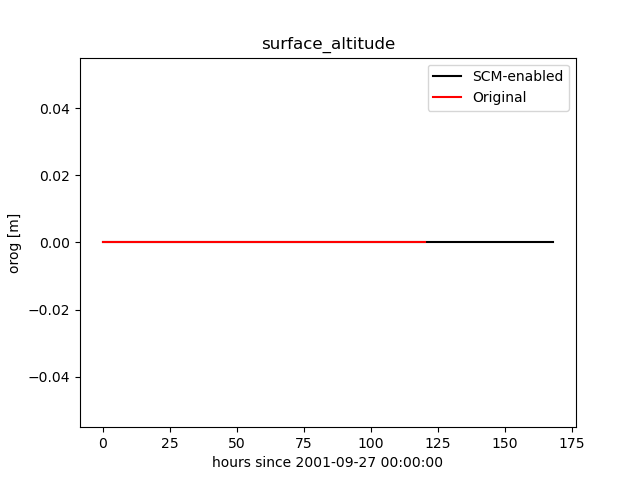 surface_altitude
SCM-enabled
Original
0.04
0.02
0.00
−0.02
−0.04
orog [m]
0 25 50 75 100 125 150 175
hours since 2001-09-27 00:00:00